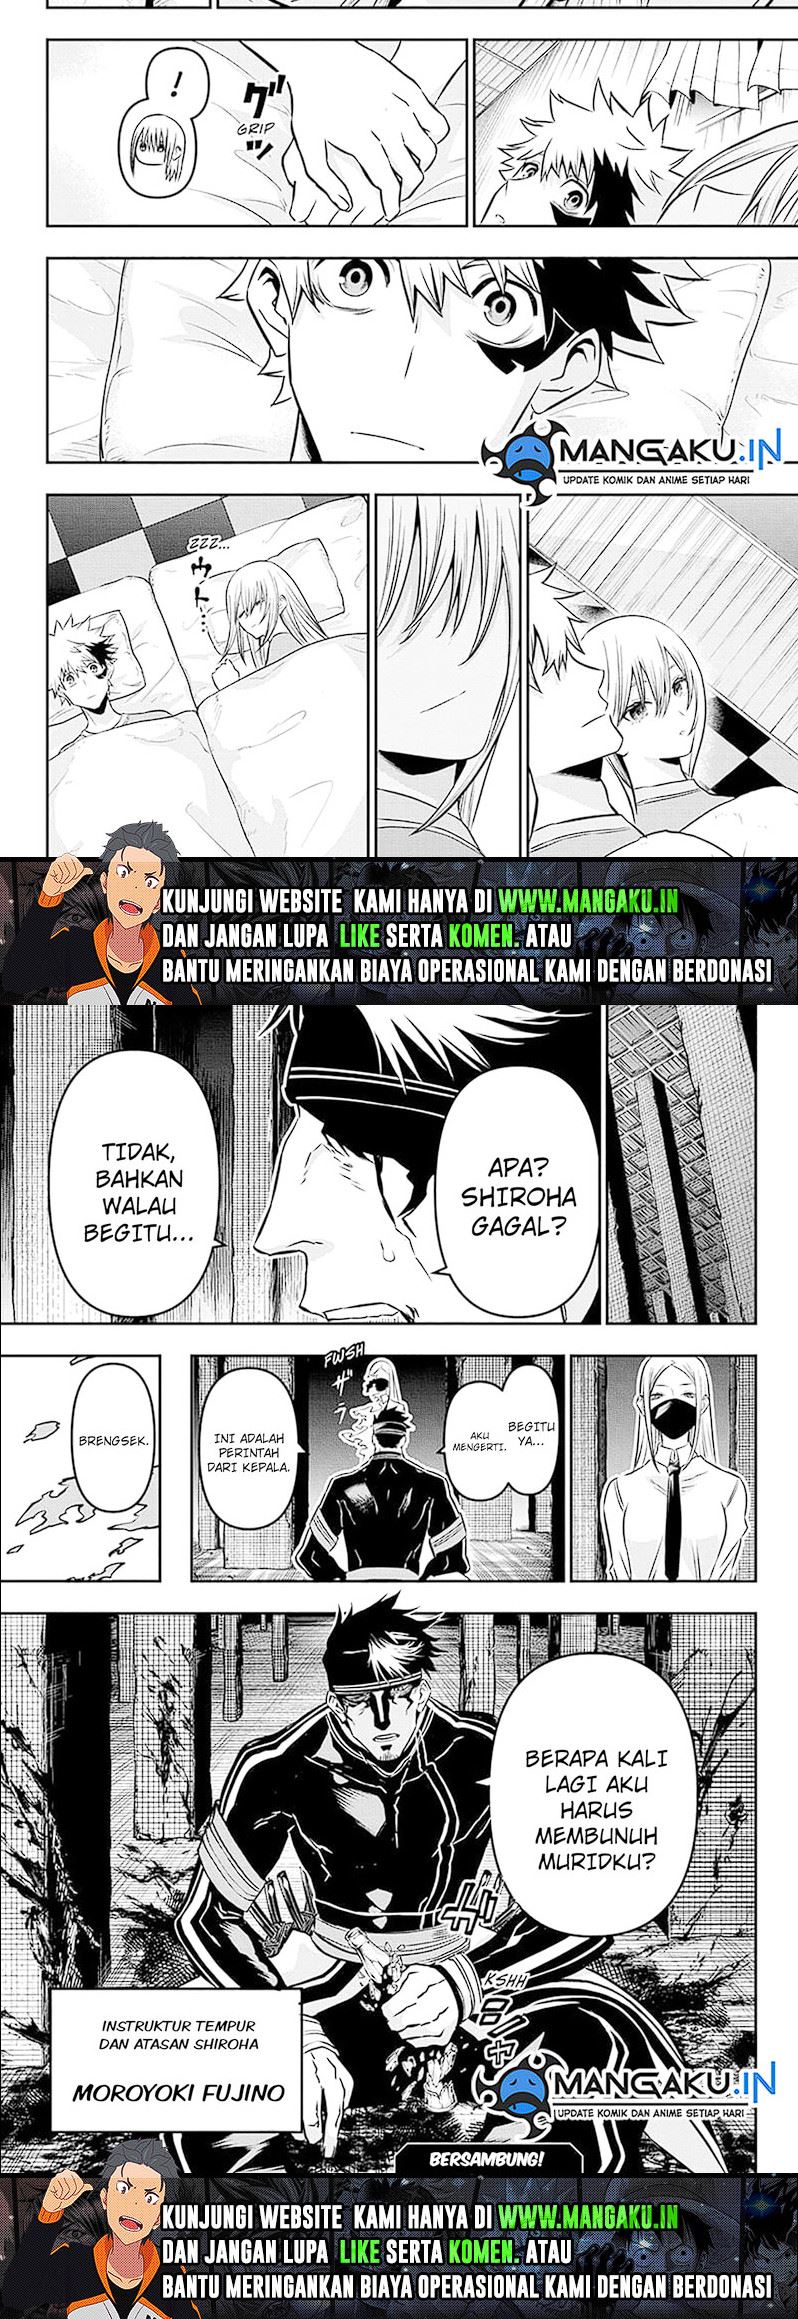 !
グッ
GRIP
MANGAKU.IN
UPDATE KOMIK DAN ANIME SETIAP HARI
ZZZ...
ウト...
KUNJUNGI WEBSITE KAMI HANYA DI WWW.MANGAKU.IN
DAN JANGAN LUPA LIKE SERTA KOMEN. ATAU
BANTU MERINGANKAN BIAYA OPERASIONAL KAMI DENGAN BERDONASI
APA?
SHIROHA
GAGAL?
TIDAK,
BAHKAN
WALAU
BEGITU...
BEGITU
YA...
AKU
MENGERTI.
FWSH
ザラ
INI ADALAH
PERINTAH
DARI KEPALA.
BRENGSEK.
BERAPA KALI
LAGI AKU
HARUS
MEMBUNUH
MURIDKU?
KSHH
INSTRUKTUR TEMPUR
DAN ATASAN SHIROHA
MOROYOKI FUJINO
MANGAKU.IN
UPDATE KOMIK DAN ANIME SETIAP HARI
BERSAMBUNG!
KUNJUNGI WEBSITE KAMI HANYA DI WWW.MANGAKU.IN
DAN JANGAN LUPA LIKE SERTA KOMEN. ATAU
BANTU MERINGANKAN BIAYA OPERASIONAL KAMI DENGAN BERDONASI